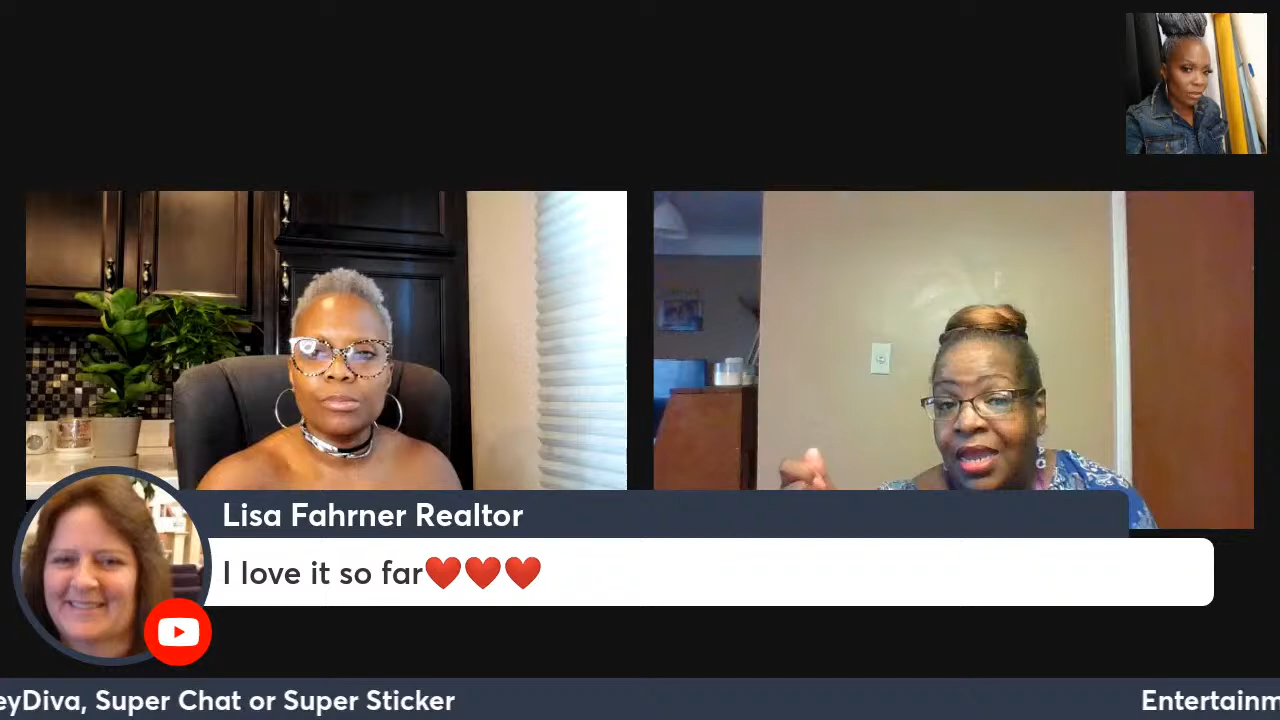 Lisa Fahrner Realtor
I love it so far❤️❤️❤️
eyDiva, Super Chat or Super Sticker
Entertainm